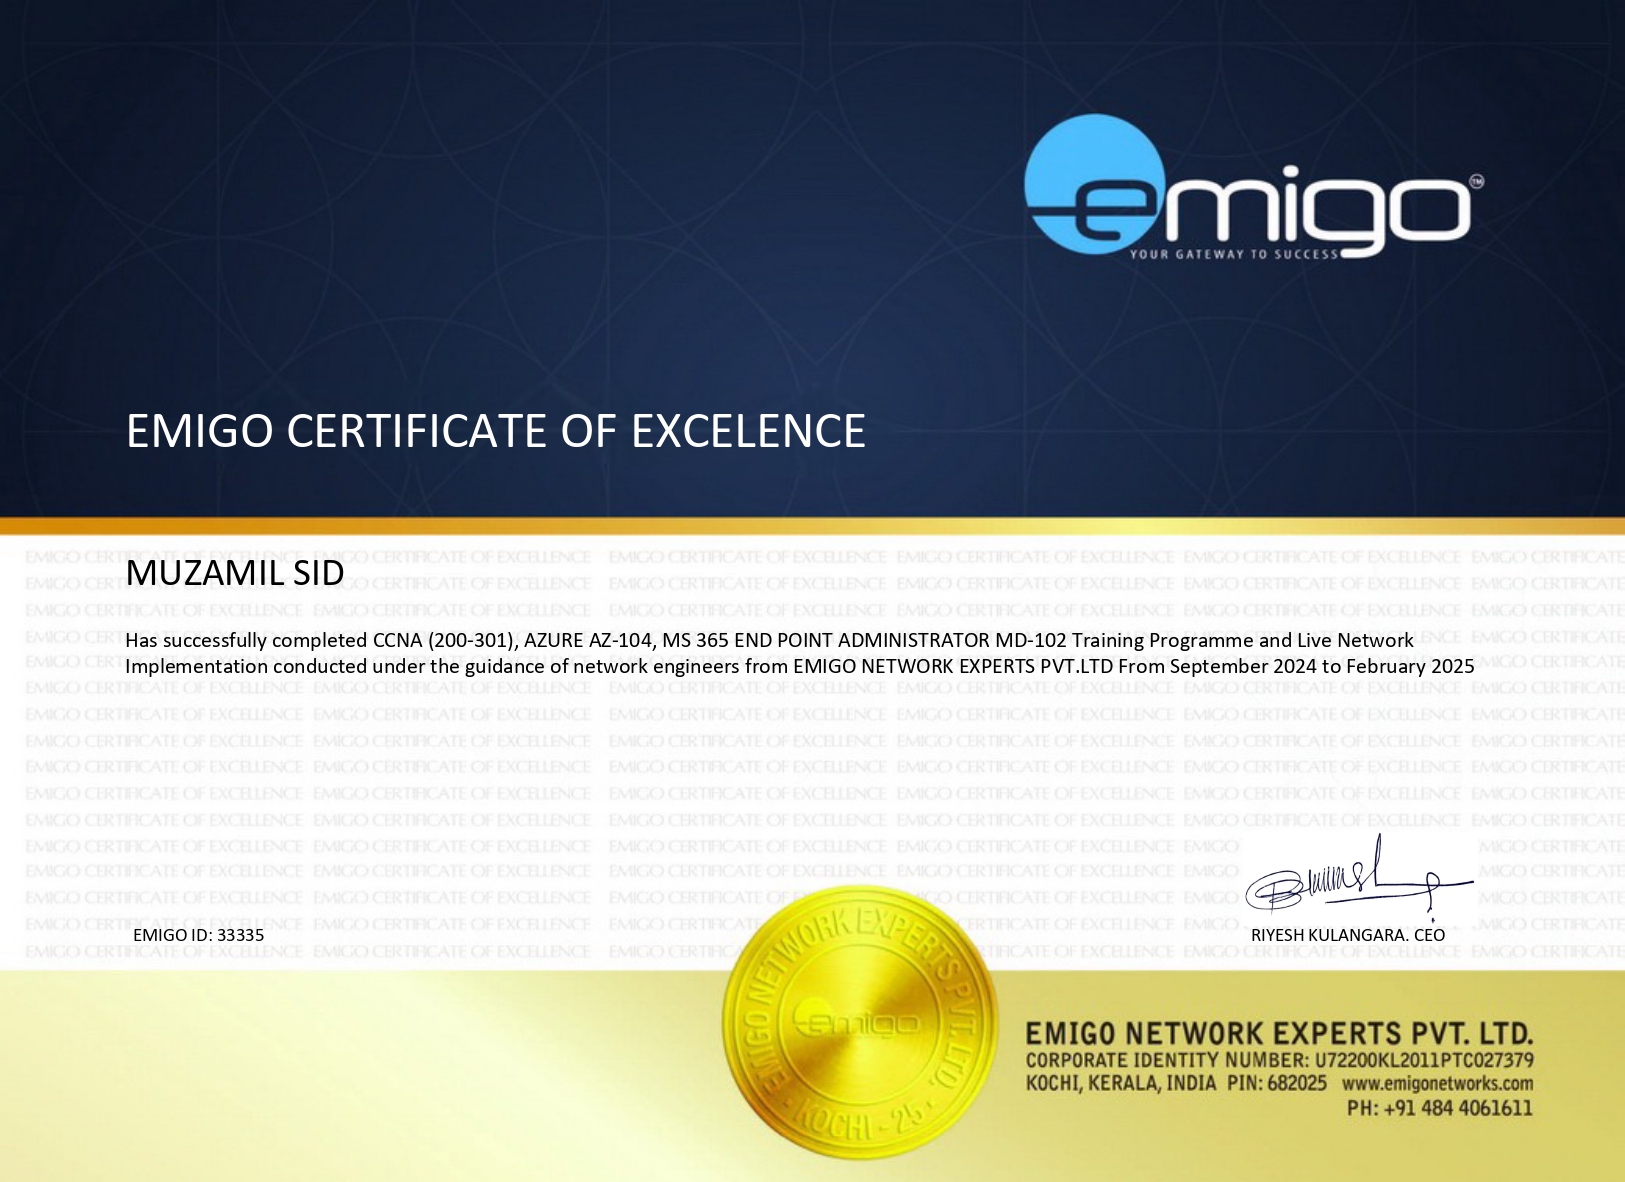 emigo™
YOUR GATEWAY TO SUCCESS
EMIGO CERTIFICATE OF EXCELENCE
MUZAMIL SID
Has successfully completed CCNA (200-301), AZURE AZ-104, MS 365 END POINT ADMINISTRATOR MD-102 Training Programme and Live Network
Implementation conducted under the guidance of network engineers from EMIGO NETWORK EXPERTS PVT.LTD From September 2024 to February 2025
EMIGO ID: 33335
RIYESH KULANGARA. CEO
EMIGO NETWORK EXPERTS PVT. LTD.
emigo
KOCHI - 25
EMIGO NETWORK EXPERTS PVT. LTD.
CORPORATE IDENTITY NUMBER: U72200KL2011PTC027379
KOCHI, KERALA, INDIA PIN: 682025 www.emigonetworks.com
PH: +91 484 4061611